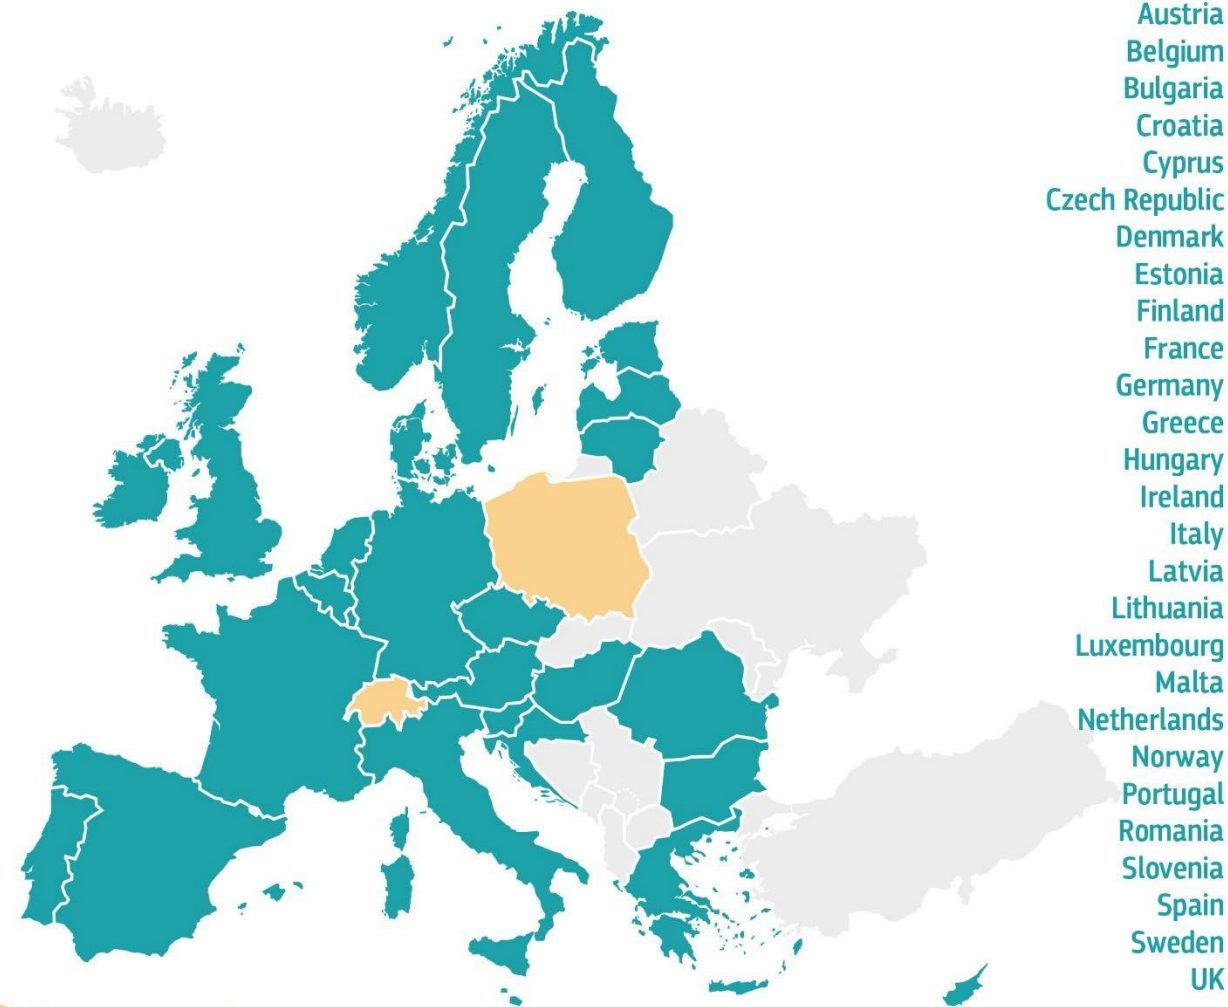 Austria
Belgium
Bulgaria
Croatia
Cyprus
Czech Republic
Denmark
Estonia
Finland
France
Germany
Greece
Hungary
Ireland
Italy
Latvia
Lithuania
Luxembourg
Malta
Netherlands
Norway
Portugal
Romania
Slovenia
Spain
Sweden
UK